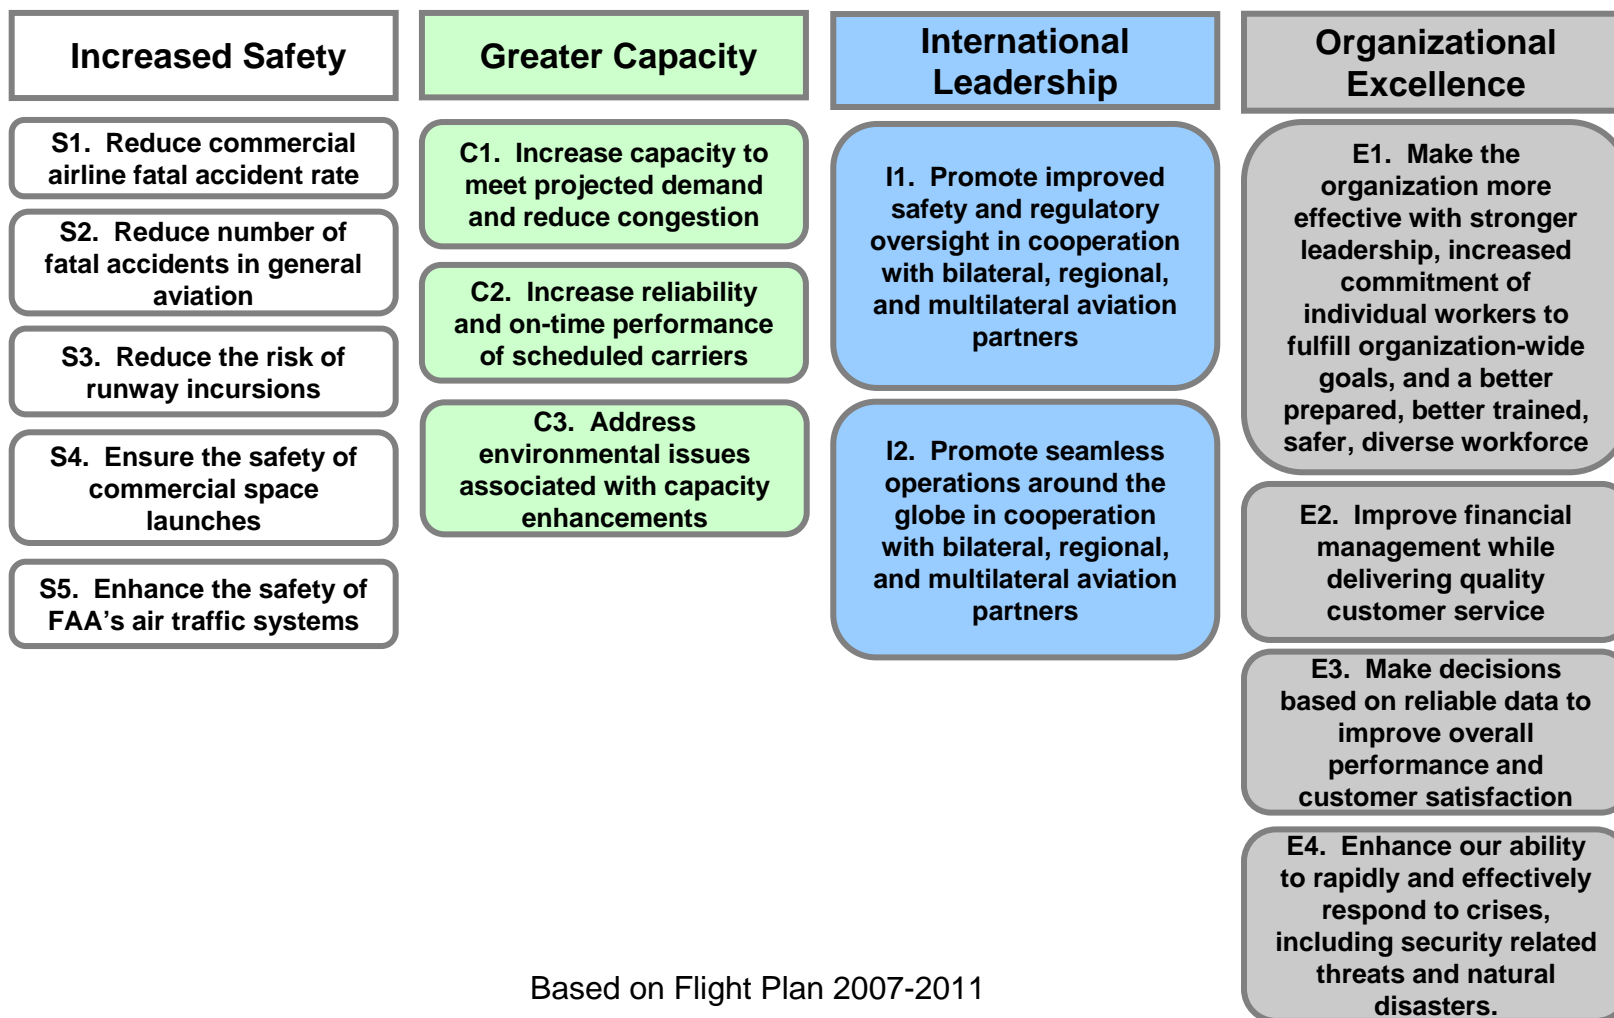 Increased Safety
S1. Reduce commercial
airline fatal accident rate
S2. Reduce number of
fatal accidents in general
aviation
S3. Reduce the risk of
runway incursions
S4. Ensure the safety of
commercial space
launches
S5. Enhance the safety of
FAA’s air traffic systems
Greater Capacity
C1. Increase capacity to
meet projected demand
and reduce congestion
C2. Increase reliability
and on-time performance
of scheduled carriers
C3. Address
environmental issues
associated with capacity
enhancements
International
Leadership
I1. Promote improved
safety and regulatory
oversight in cooperation
with bilateral, regional,
and multilateral aviation
partners
I2. Promote seamless
operations around the
globe in cooperation
with bilateral, regional,
and multilateral aviation
partners
Organizational
Excellence
E1. Make the
organization more
effective with stronger
leadership, increased
commitment of
individual workers to
fulfill organization-wide
goals, and a better
prepared, better trained,
safer, diverse workforce
E2. Improve financial
management while
delivering quality
customer service
E3. Make decisions
based on reliable data to
improve overall
performance and
customer satisfaction
E4. Enhance our ability
to rapidly and effectively
respond to crises,
including security related
threats and natural
disasters.
Based on Flight Plan 2007-2011